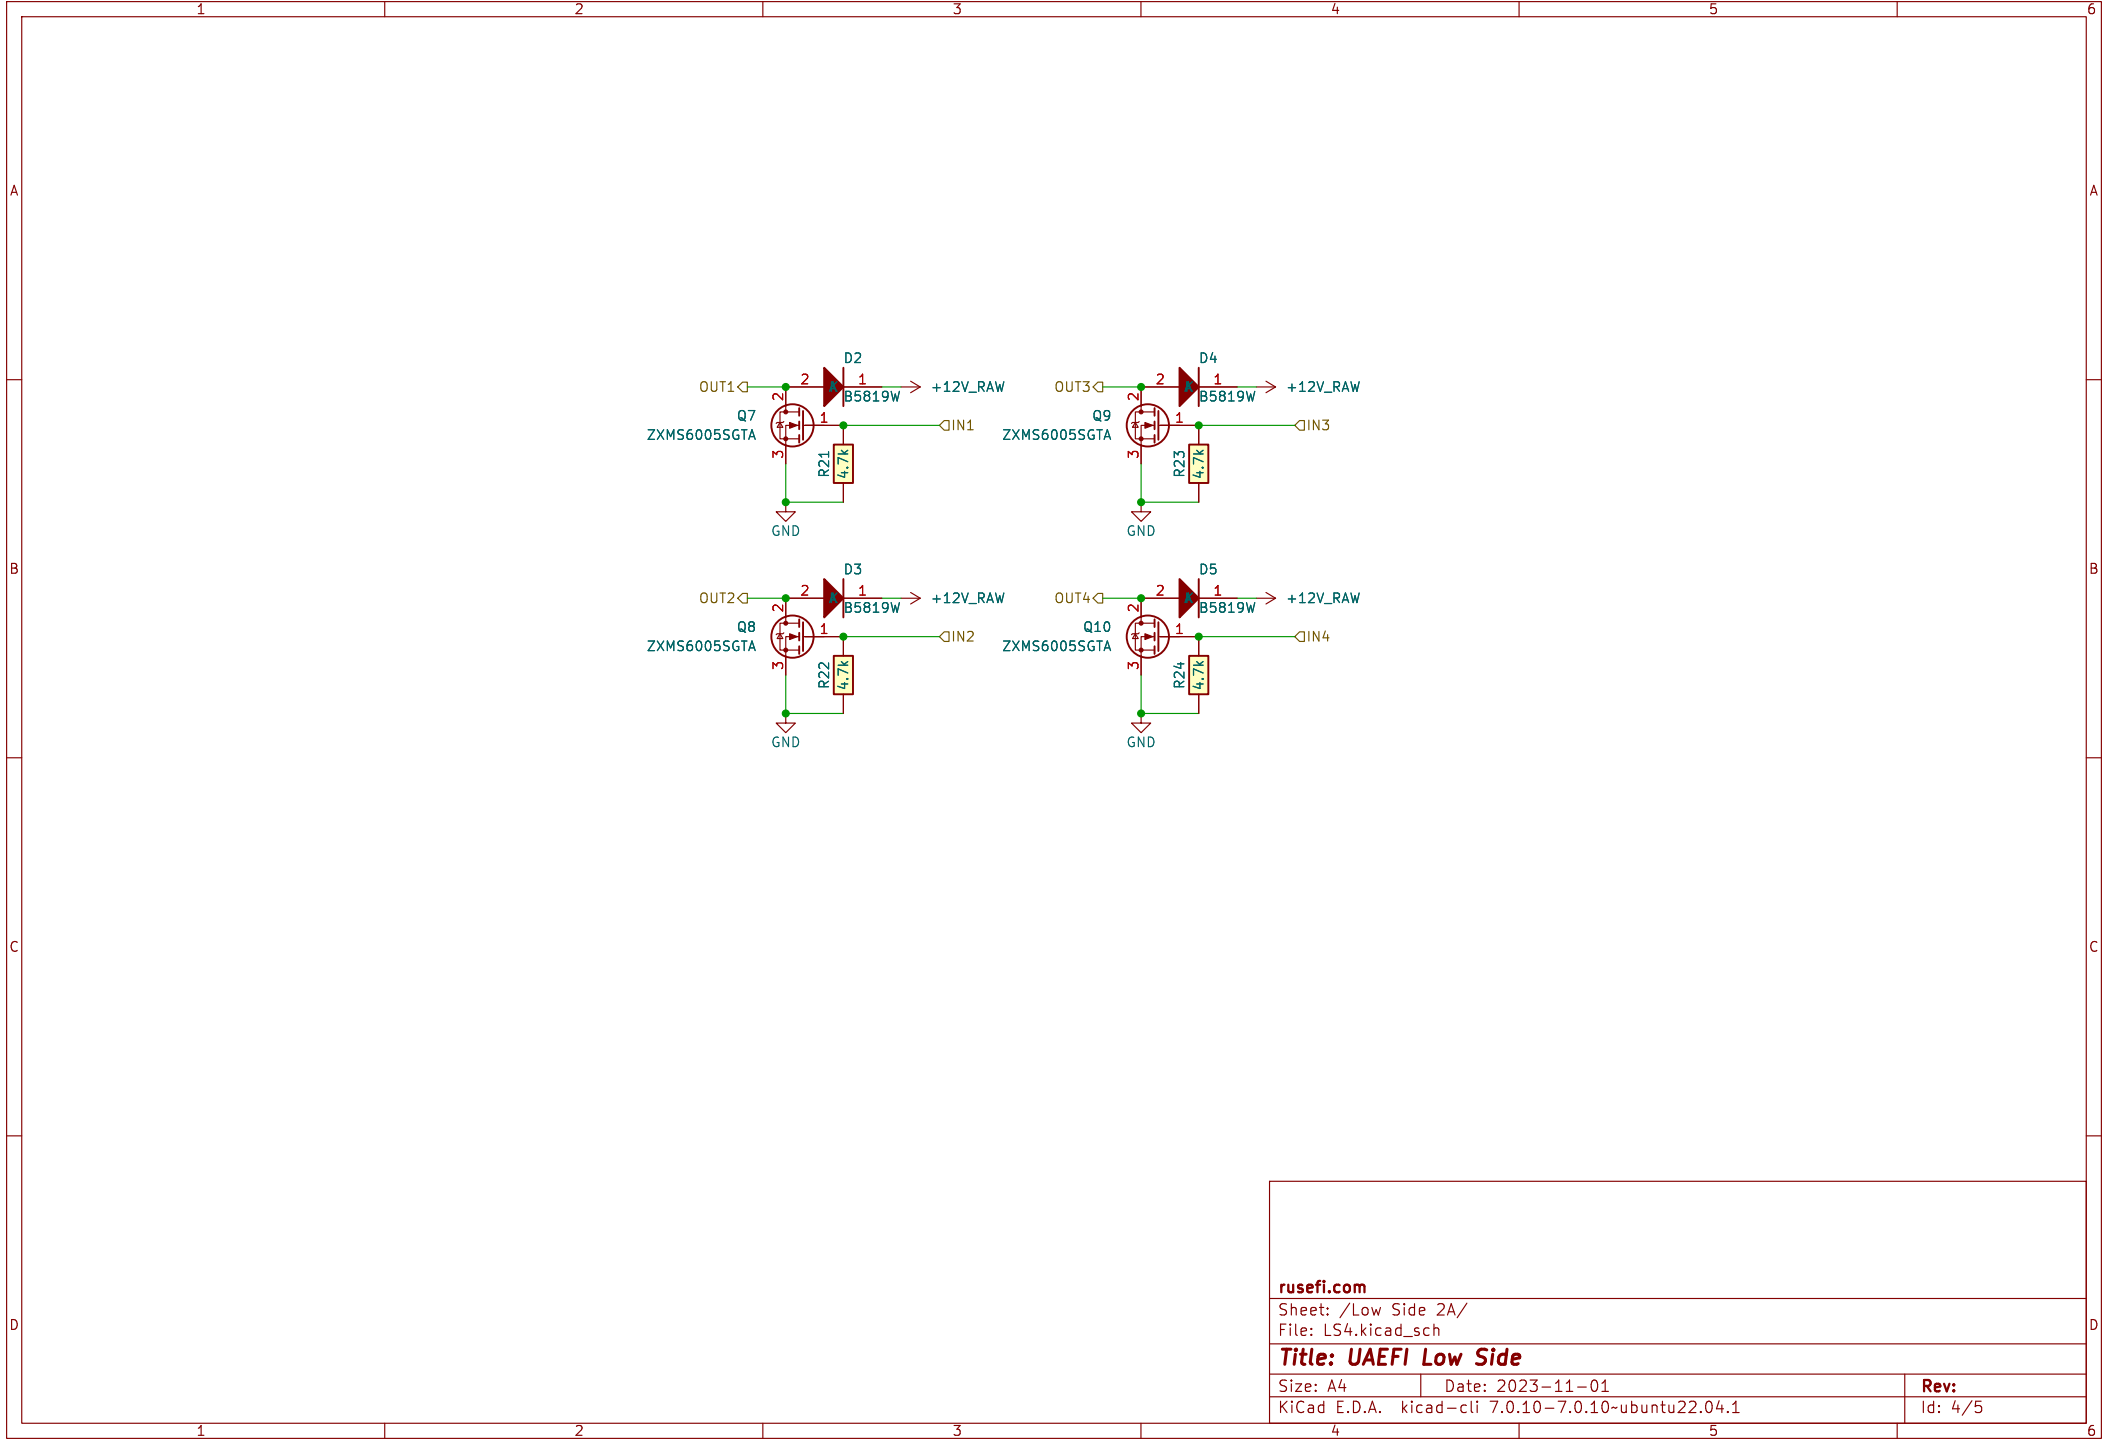 1 2 3 4 5 6
A A
D2 D4
OUT1 2 1 +12V_RAW OUT3 2 1 +12V_RAW
B5819W B5819W
Q7 2 1 IN1 Q9 2 1 IN3
ZXMS6005SGTA ZXMS6005SGTA
3 R21 4.7k 3 R23 4.7k
GND GND
B B
D3 D5
OUT2 2 1 +12V_RAW OUT4 2 1 +12V_RAW
B5819W B5819W
Q8 2 1 IN2 Q10 2 1 IN4
ZXMS6005SGTA ZXMS6005SGTA
3 R22 4.7k 3 R24 4.7k
GND GND
C C
D D
rusefi.com
Sheet: /Low Side 2A/
File: LS4.kicad_sch
Title: UAEFI Low Side
Size: A4 Date: 2023-11-01 Rev:
KiCad E.D.A. kicad-cli 7.0.10-7.0.10~ubuntu22.04.1 Id: 4/5
1 2 3 4 5 6